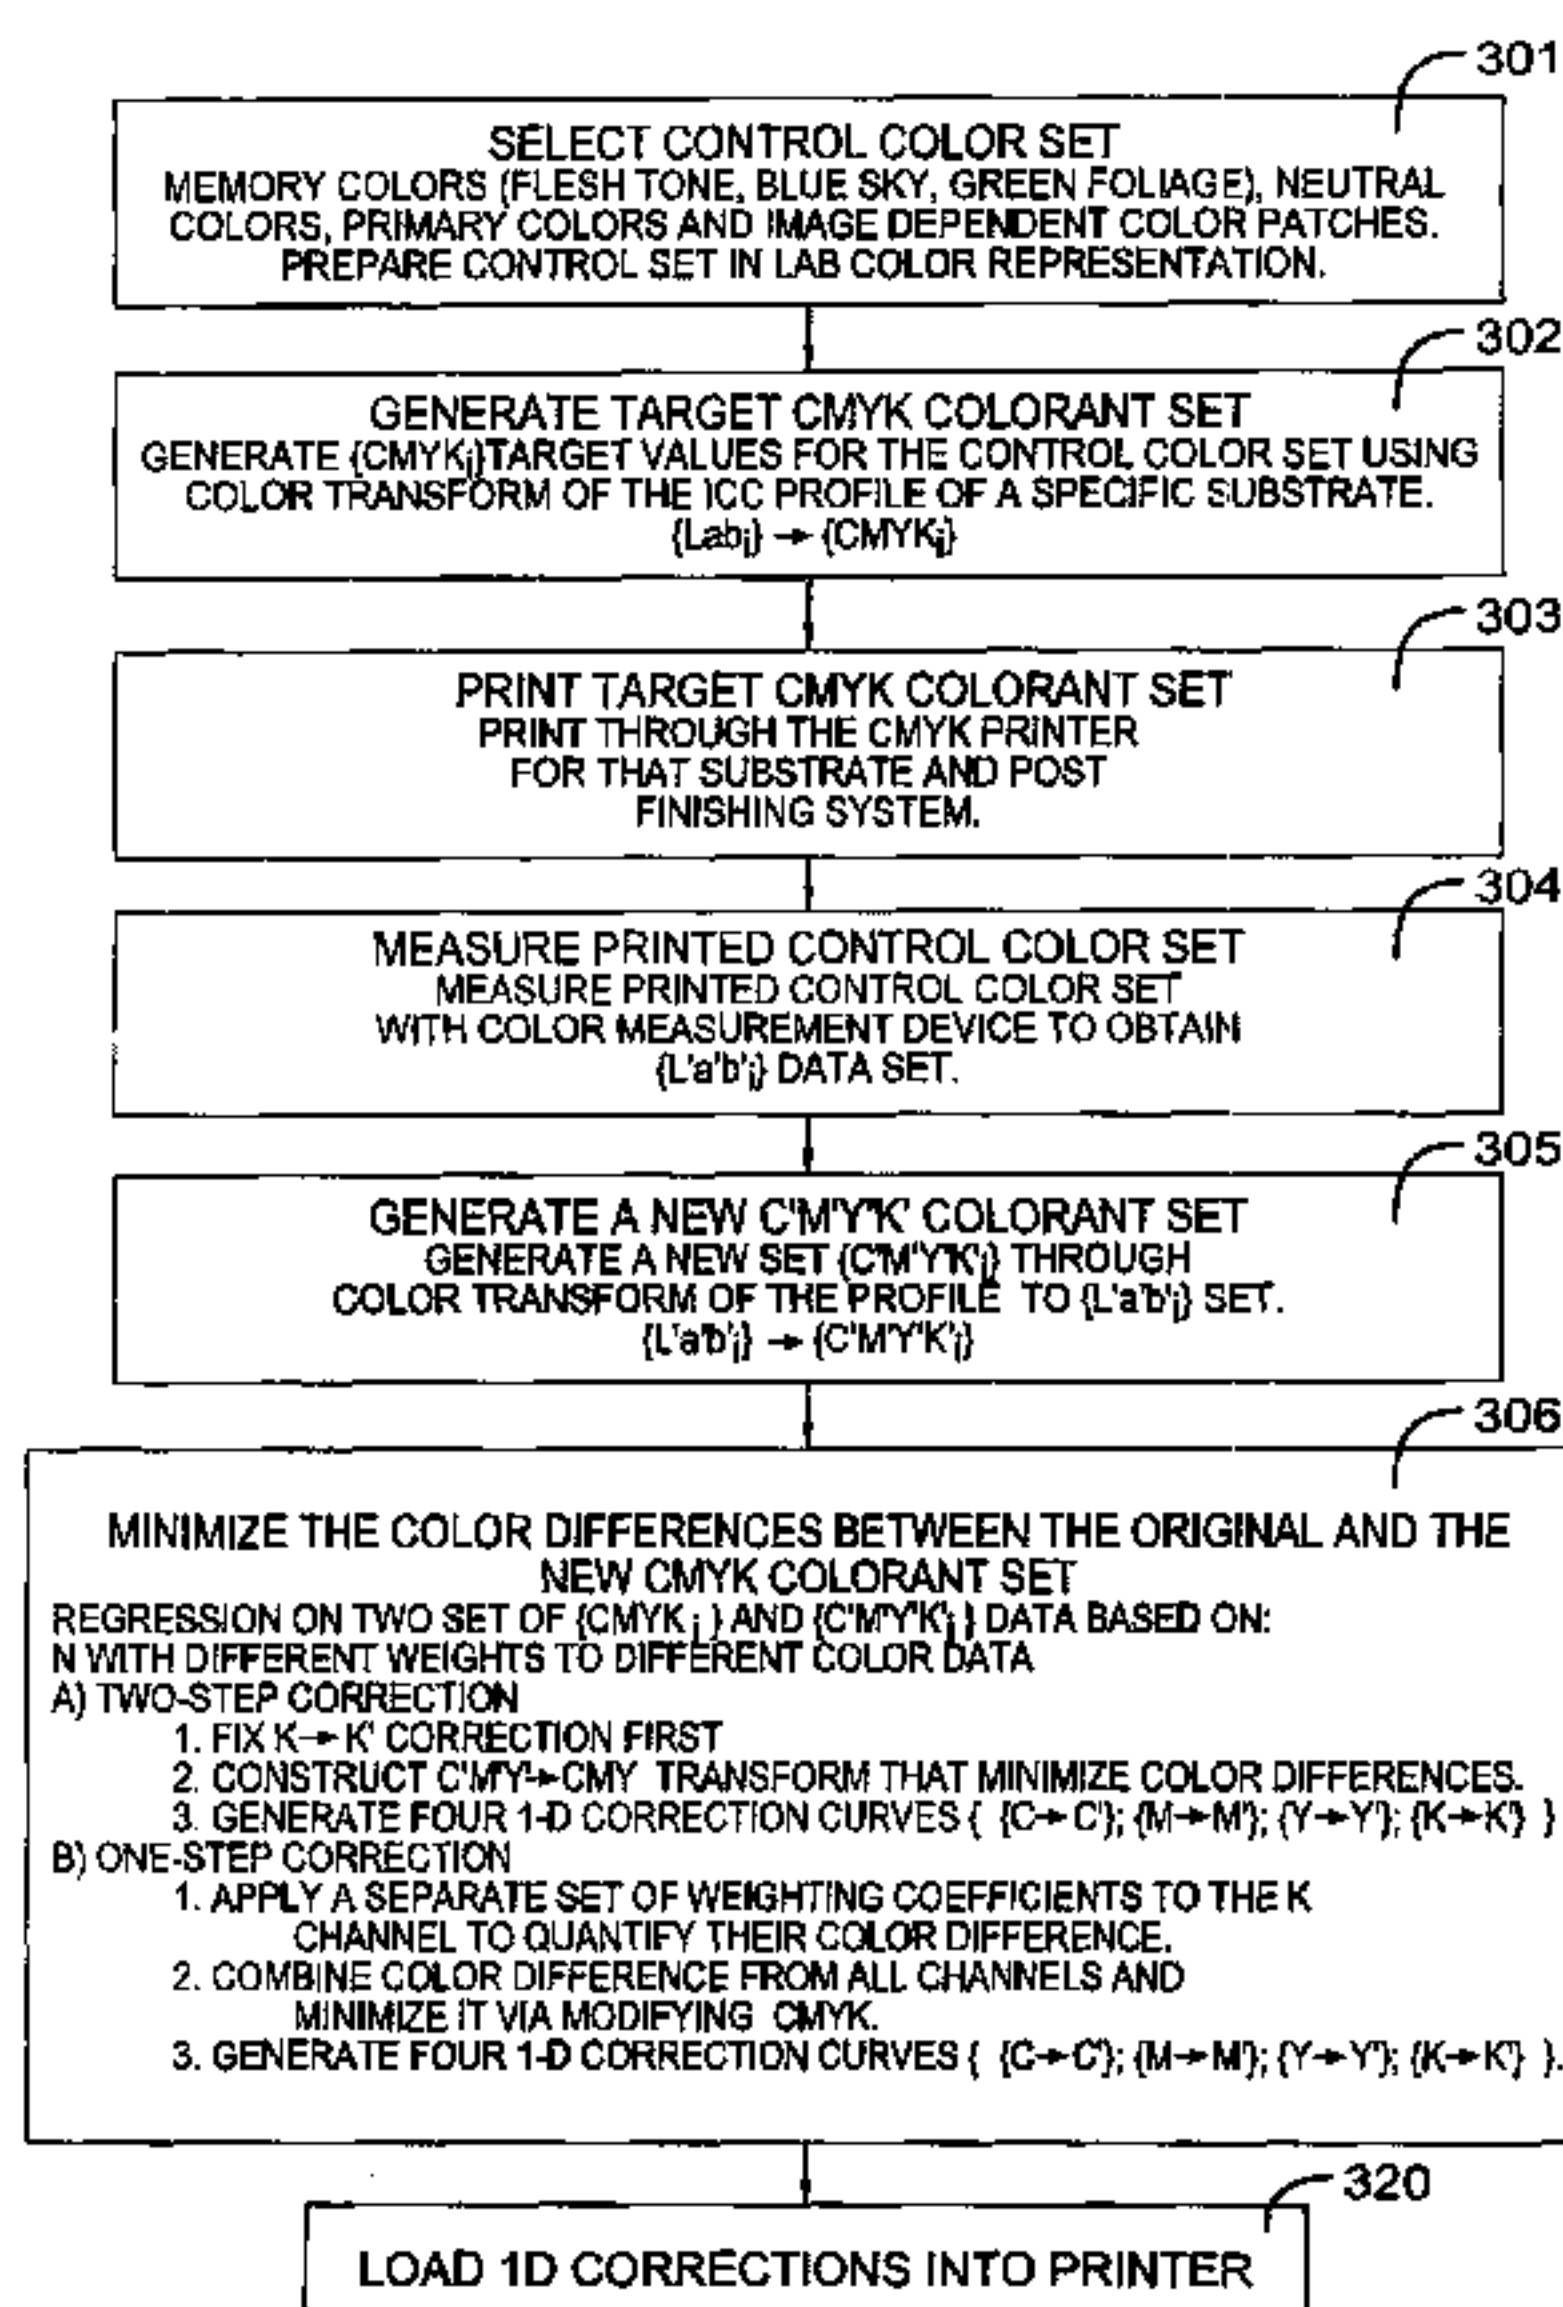 301
SELECT CONTROL COLOR SET
MEMORY COLORS (FLESH TONE, BLUE SKY, GREEN FOLIAGE), NEUTRAL
COLORS, PRIMARY COLORS AND IMAGE DEPENDENT COLOR PATCHES.
PREPARE CONTROL SET IN LAB COLOR REPRESENTATION.
302
GENERATE TARGET CMYK COLORANT SET
GENERATE {CMYKi}TARGET VALUES FOR THE CONTROL COLOR SET USING
COLOR TRANSFORM OF THE ICC PROFILE OF A SPECIFIC SUBSTRATE.
{Labi} → {CMYKi}
303
PRINT TARGET CMYK COLORANT SET
PRINT THROUGH THE CMYK PRINTER
FOR THAT SUBSTRATE AND POST
FINISHING SYSTEM.
304
MEASURE PRINTED CONTROL COLOR SET
MEASURE PRINTED CONTROL COLOR SET
WITH COLOR MEASUREMENT DEVICE TO OBTAIN
{L'a'b'i} DATA SET.
305
GENERATE A NEW C'M'Y'K' COLORANT SET
GENERATE A NEW SET {C'M'Y'K'i} THROUGH
COLOR TRANSFORM OF THE PROFILE TO {L'a'b'i} SET.
{L'a'b'i} → {C'M'Y'K'i}
306
MINIMIZE THE COLOR DIFFERENCES BETWEEN THE ORIGINAL AND THE
NEW CMYK COLORANT SET
REGRESSION ON TWO SET OF {CMYK i } AND {C'M'Y'K'i } DATA BASED ON:
N WITH DIFFERENT WEIGHTS TO DIFFERENT COLOR DATA
A) TWO-STEP CORRECTION
1. FIX K→K' CORRECTION FIRST
2. CONSTRUCT C'M'Y'→CMY TRANSFORM THAT MINIMIZE COLOR DIFFERENCES.
3. GENERATE FOUR 1-D CORRECTION CURVES { {C→C'}; {M→M'}; {Y→Y'}; {K→K'} }
B) ONE-STEP CORRECTION
1. APPLY A SEPARATE SET OF WEIGHTING COEFFICIENTS TO THE K
CHANNEL TO QUANTIFY THEIR COLOR DIFFERENCE.
2. COMBINE COLOR DIFFERENCE FROM ALL CHANNELS AND
MINIMIZE IT VIA MODIFYING CMYK.
3. GENERATE FOUR 1-D CORRECTION CURVES { {C→C'}; {M→M'}; {Y→Y'}; {K→K'} }.
320
LOAD 1D CORRECTIONS INTO PRINTER